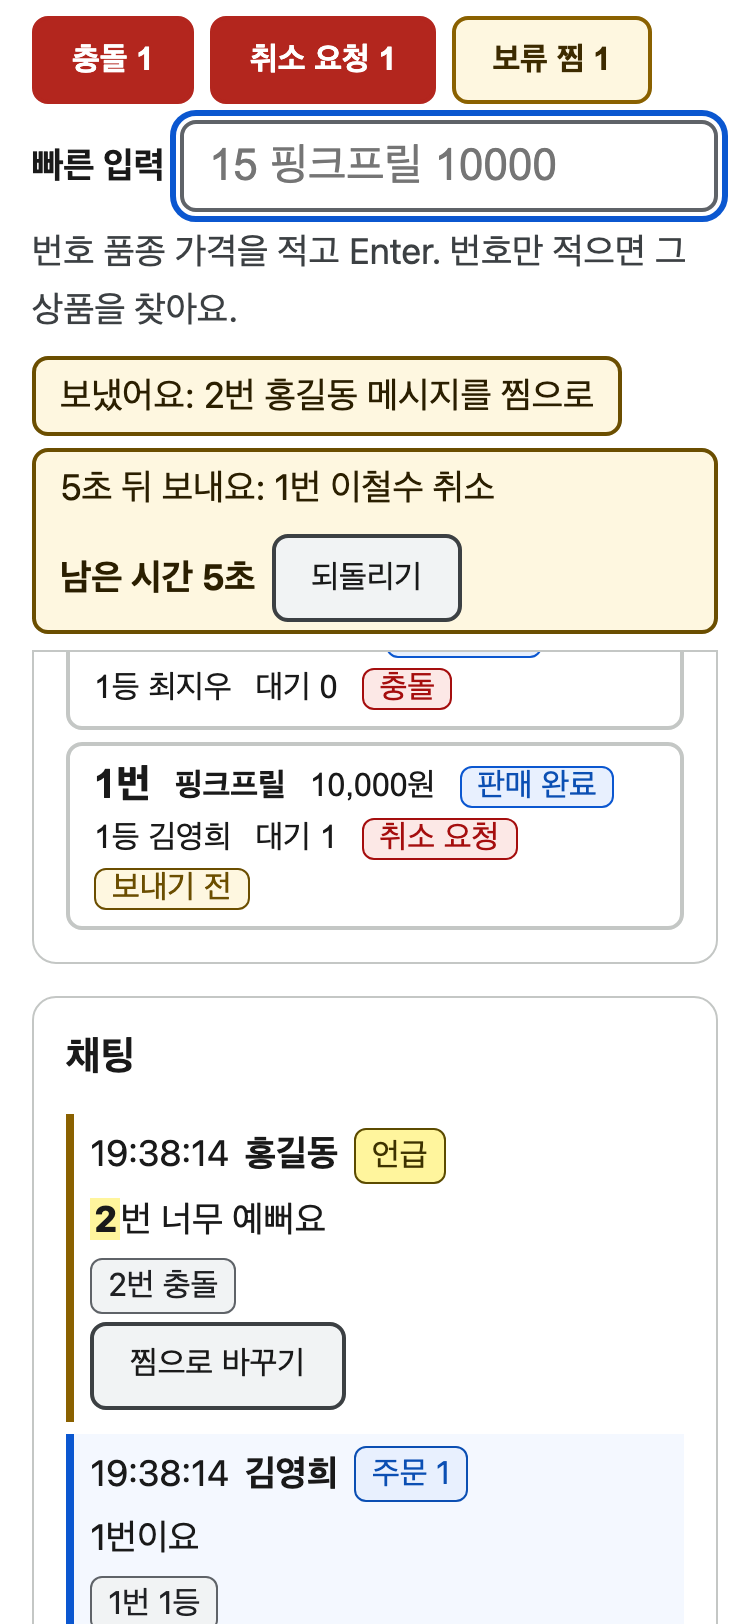 충돌 1 취소 요청 1 보류 찜 1
빠른 입력 15 핑크프릴 10000
번호 품종 가격을 적고 Enter. 번호만 적으면 그
상품을 찾아요.
보냈어요: 2번 홍길동 메시지를 찜으로
5초 뒤 보내요: 1번 이철수 취소
남은 시간 5초 되돌리기
1등 최지우 대기 0 충돌
1번 핑크프릴 10,000원 판매 완료
1등 김영희 대기 1 취소 요청
보내기 전
채팅
19:38:14 홍길동 언급
2번 너무 예뻐요
2번 충돌
찜으로 바꾸기
19:38:14 김영희 주문 1
1번이요
1번 1등